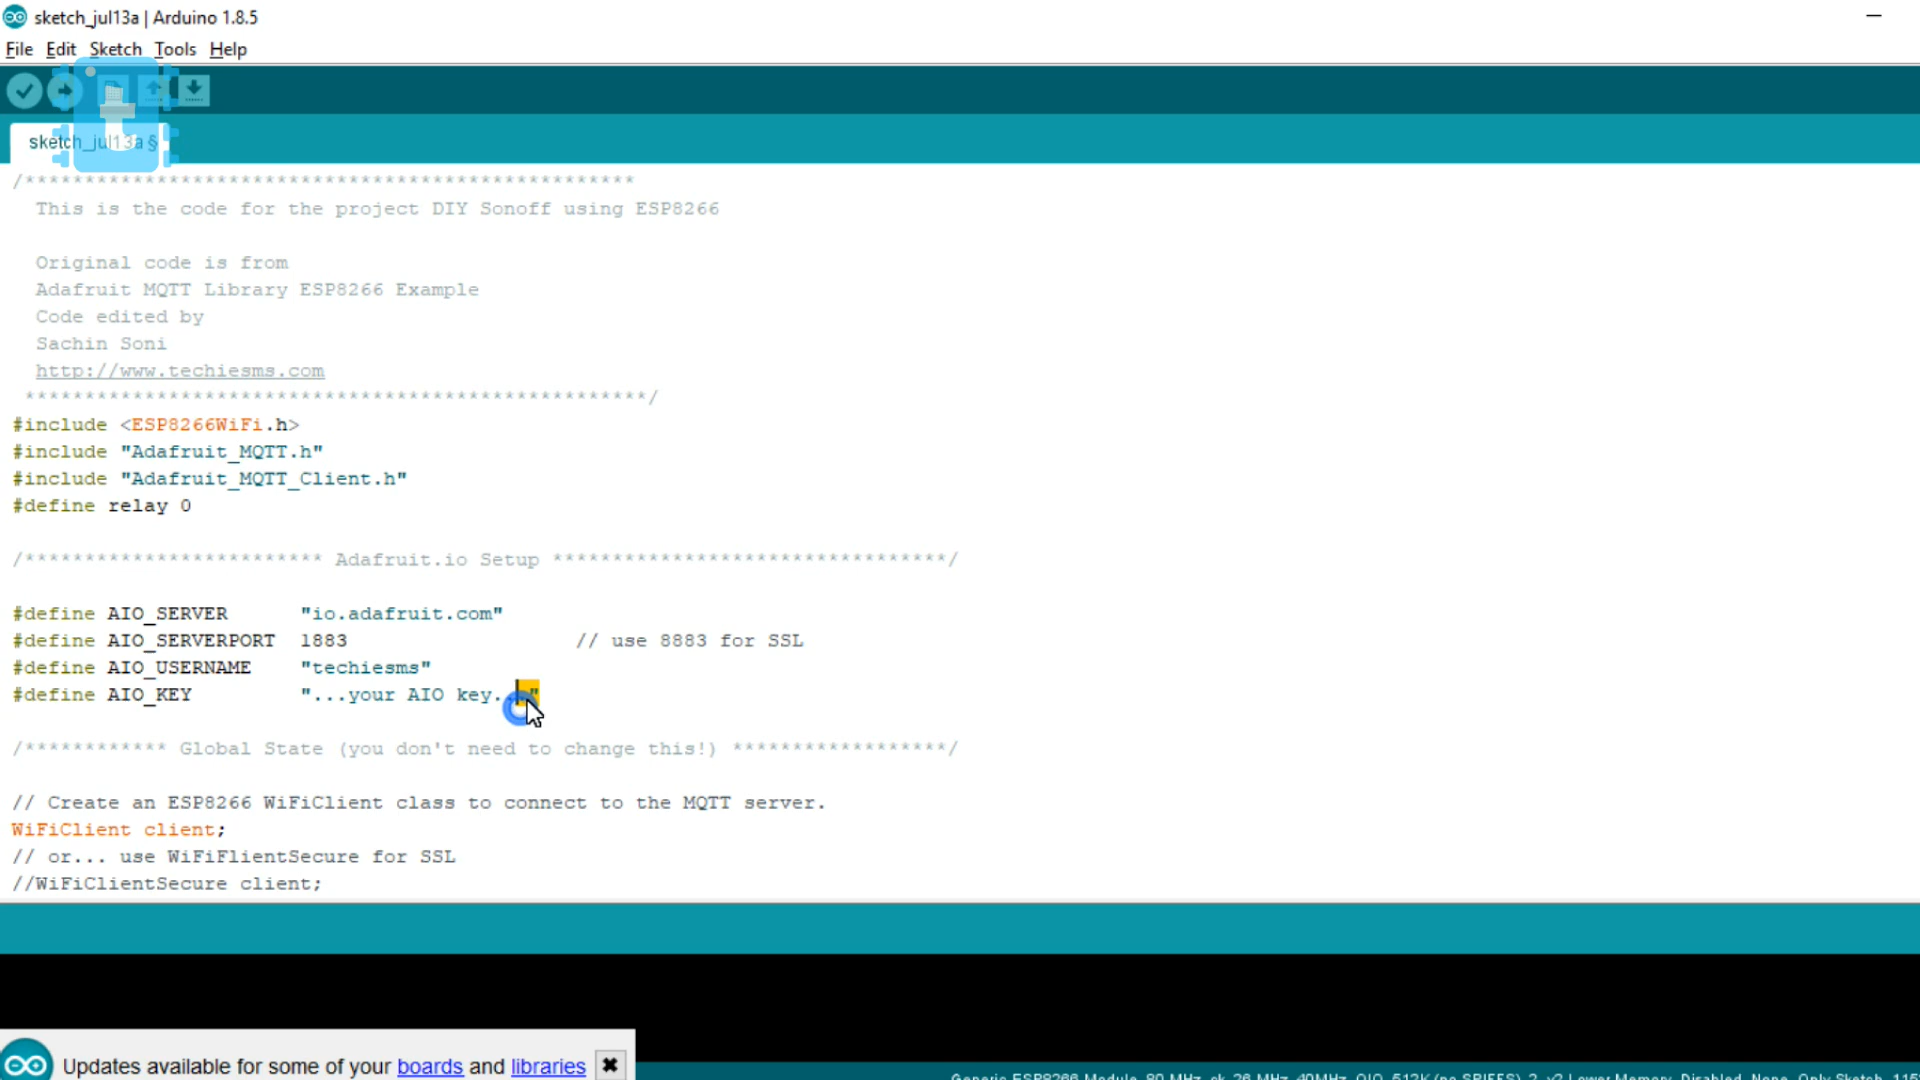 sketch_jul13a | Arduino 1.8.5
File Edit Sketch Tools Help
sketch_jul13a §
/***************************************************
This is the code for the project DIY Sonoff using ESP8266
Original code is from
Adafruit MQTT Library ESP8266 Example
Code edited by
Sachin Soni
http://www.techiesms.com
****************************************************/
#include <ESP8266WiFi.h>
#include "Adafruit_MQTT.h"
#include "Adafruit_MQTT_Client.h"
#define relay 0
/************************* Adafruit.io Setup *********************************/
#define AIO_SERVER "io.adafruit.com"
#define AIO_SERVERPORT 1883 // use 8883 for SSL
#define AIO_USERNAME "techiesms"
#define AIO_KEY "...your AIO key..."
/************ Global State (you don't need to change this!) ******************/
// Create an ESP8266 WiFiClient class to connect to the MQTT server.
WiFiClient client;
// or... use WiFiFlientSecure for SSL
//WiFiClientSecure client;
Updates available for some of your boards and libraries